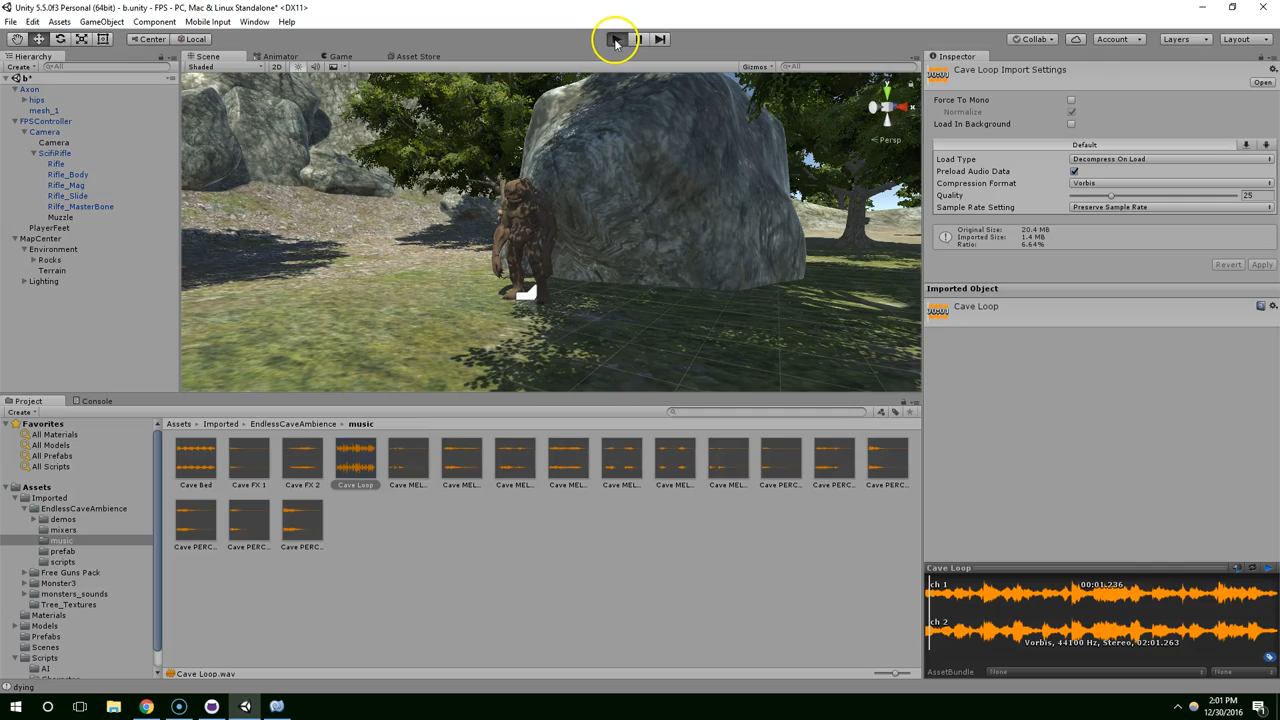 Unity 5.5.0f3 Personal (64bit) - b.unity - FPS - PC, Mac & Linux Standalone* <DX11>
File Edit Assets GameObject Component Mobile Input Window Help
Center Local Collab Account Layers Layout
Hierarchy
Create All
b*
Axon
hips
mesh_1
FPSController
Camera
Camera
ScifiRifle
Rifle
Rifle_Body
Rifle_Mag
Rifle_Slide
Rilfe_MasterBone
Muzzle
PlayerFeet
MapCenter
Environment
Rocks
Terrain
Lighting
Scene Animator Game Asset Store
Shaded 2D Gizmos All
y
x
Persp
Inspector
Cave Loop Import Settings
Open
Force To Mono
Normalize
Load In Background
Default
Load Type Decompress On Load
Preload Audio Data
Compression Format Vorbis
Quality 25
Sample Rate Setting Preserve Sample Rate
Original Size: 20.4 MB
Imported Size: 1.4 MB
Ratio: 6.64%
Revert Apply
Imported Object
00:01
Cave Loop
Project Console
Create
Favorites
All Materials
All Models
All Prefabs
All Scripts
Assets
Imported
EndlessCaveAmbience
demos
mixers
music
prefab
scripts
Free Guns Pack
Monster3
monsters_sounds
Tree_Textures
Materials
Models
Prefabs
Scenes
Scripts
AI
Assets Imported EndlessCaveAmbience music
Cave Bed Cave FX 1 Cave FX 2 Cave Loop Cave MEL... Cave MEL... Cave MEL... Cave MEL... Cave MEL... Cave MEL... Cave MEL... Cave PERC... Cave PERC... Cave PERC...
Cave PERC... Cave PERC... Cave PERC...
Cave Loop.wav
Cave Loop
ch 1 00:01.236
ch 2
Vorbis, 44100 Hz, Stereo, 02:01.263
AssetBundle None None
dying
2:01 PM
12/30/2016